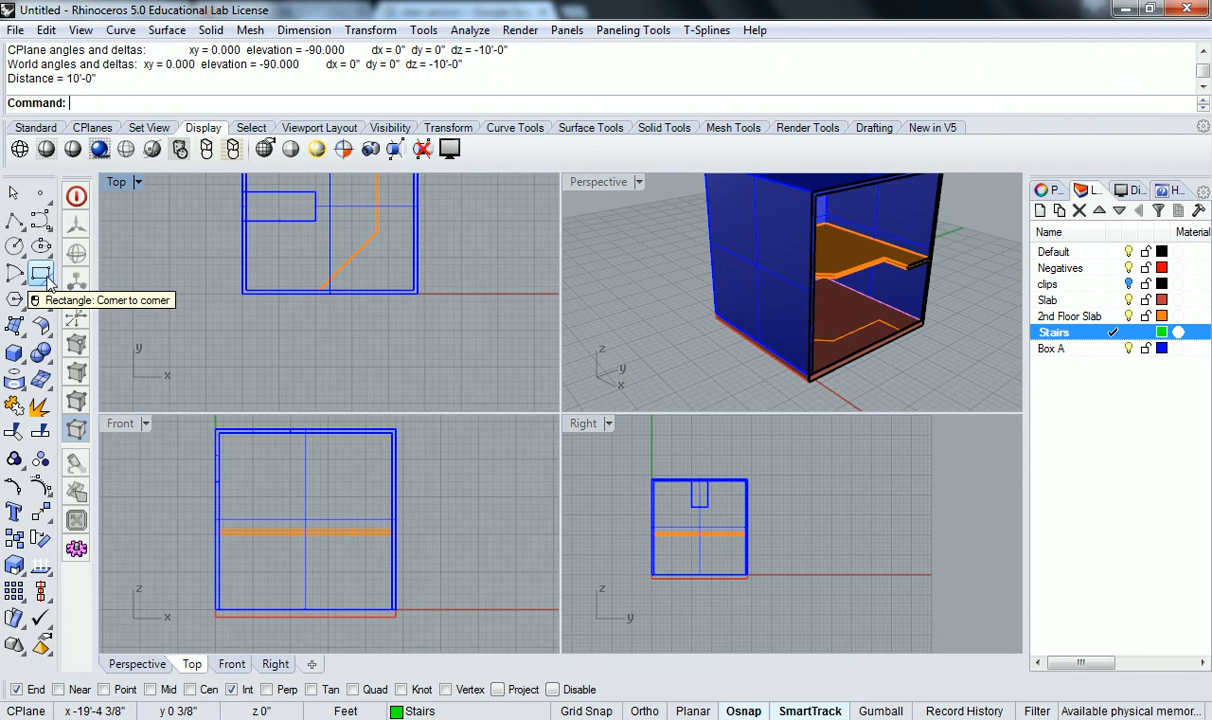 Untitled - Rhinoceros 5.0 Educational Lab License
File Edit View Curve Surface Solid Mesh Dimension Transform Tools Analyze Render Panels Paneling Tools T-Splines Help
CPlane angles and deltas: xy = 0.000 elevation = -90.000 dx = 0" dy = 0" dz = -10'-0"
World angles and deltas: xy = 0.000 elevation = -90.000 dx = 0" dy = 0" dz = -10'-0"
Distance = 10'-0"
Command:
Standard CPlanes Set View Display Select Viewport Layout Visibility Transform Curve Tools Surface Tools Solid Tools Mesh Tools Render Tools Drafting New in V5
Top
Perspective
P... L... Di... H...
Name Material
Default
Negatives
clips
Slab
2nd Floor Slab
Stairs
Box A
Rectangle: Corner to corner
y
x
z
y
x
Front
Right
z
x
z
y
Perspective Top Front Right
End Near Point Mid Cen Int Perp Tan Quad Knot Vertex Project Disable
CPlane x -19'-4 3/8" y 0 3/8" z 0" Feet Stairs Grid Snap Ortho Planar Osnap SmartTrack Gumball Record History Filter Available physical memor...